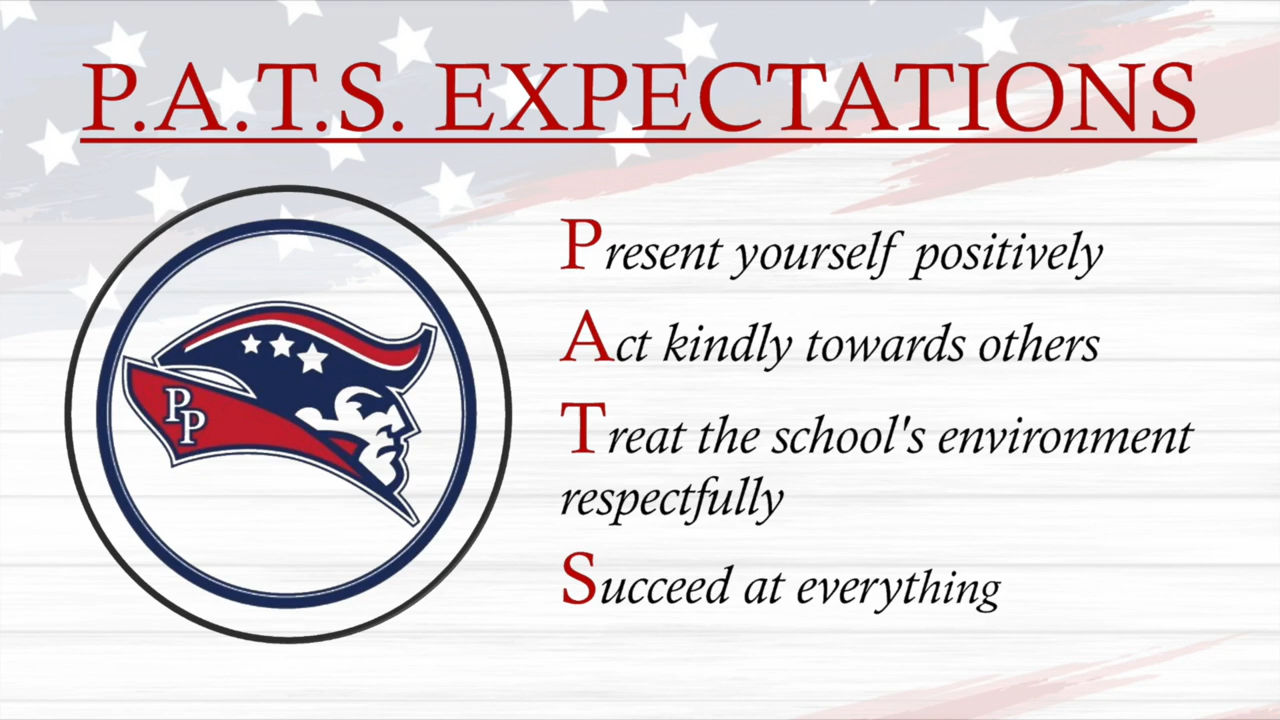 P.A.T.S. EXPECTATIONS
Present yourself positively
Act kindly towards others
Treat the school's environment
respectfully
Succeed at everything
PP